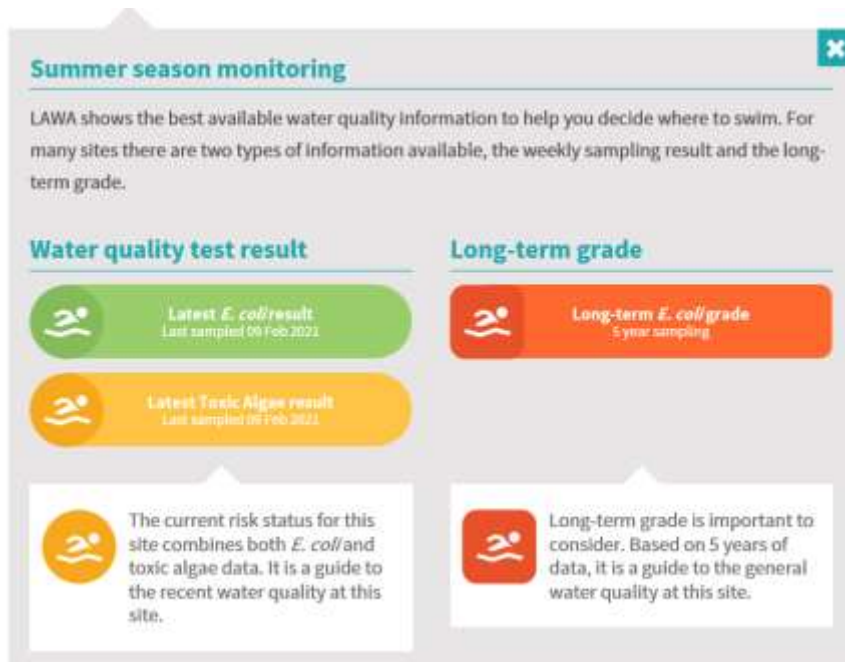 Summer season monitoring
LAWA shows the best available water quality information to help you decide where to swim. For
many sites there are two types of information available, the weekly sampling result and the long-
term grade.
Water quality test result
Latest E. coli result
Last sampled 09 Feb 2021
Latest Toxic Algae result
Last sampled 09 Feb 2021
The current risk status for this
site combines both E. coli and
toxic algae data. It is a guide to
the recent water quality at this
site.
Long-term grade
Long-term E. coli grade
5 year sampling
Long-term grade is important to
consider. Based on 5 years of
data, it is a guide to the general
water quality at this site.